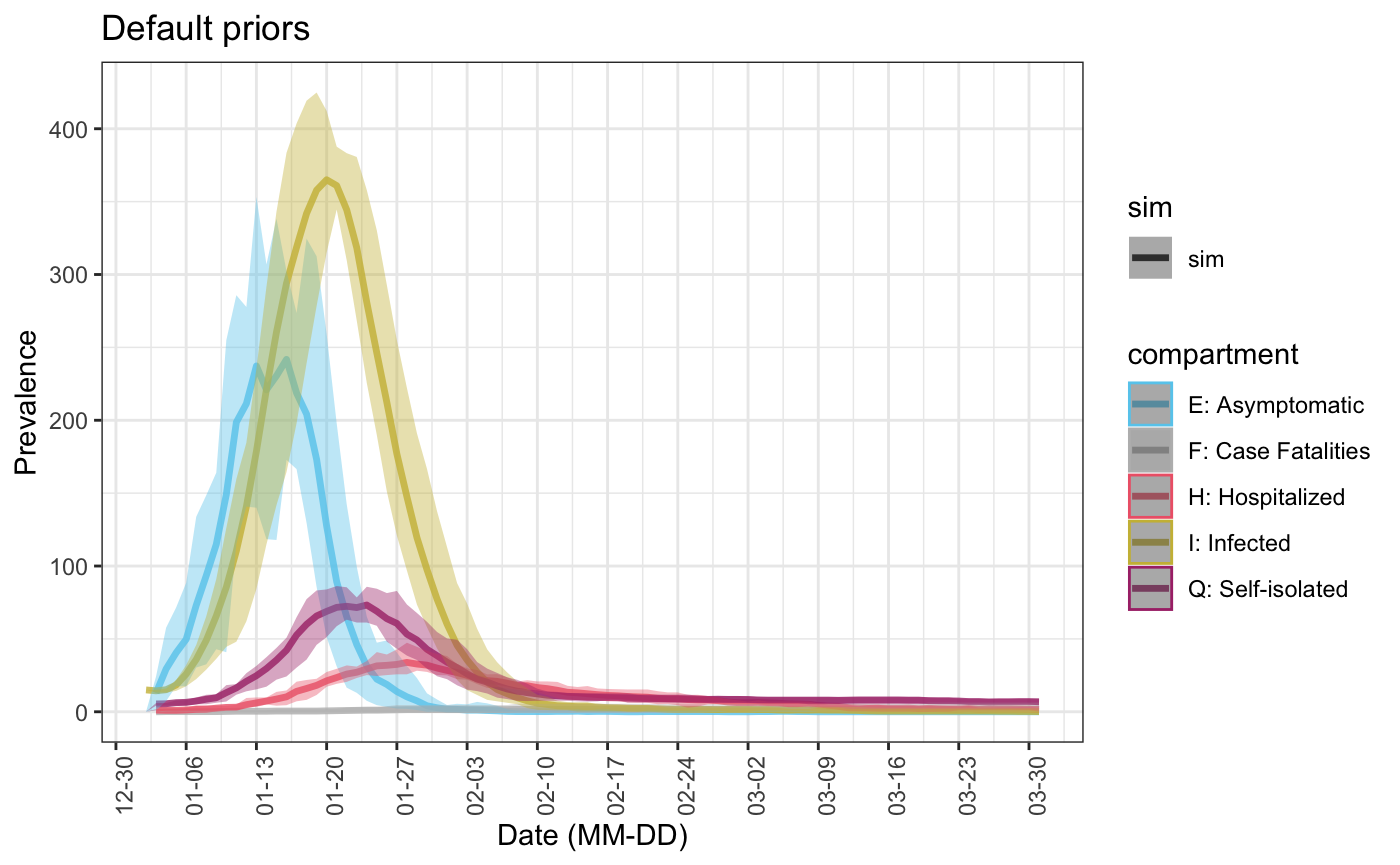 Default priors
400
300
200
100
0
Prevalence
12-30
01-06
01-13
01-20
01-27
02-03
02-10
02-17
02-24
03-02
03-09
03-16
03-23
03-30
Date (MM-DD)
sim
sim
compartment
E: Asymptomatic
F: Case Fatalities
H: Hospitalized
I: Infected
Q: Self-isolated